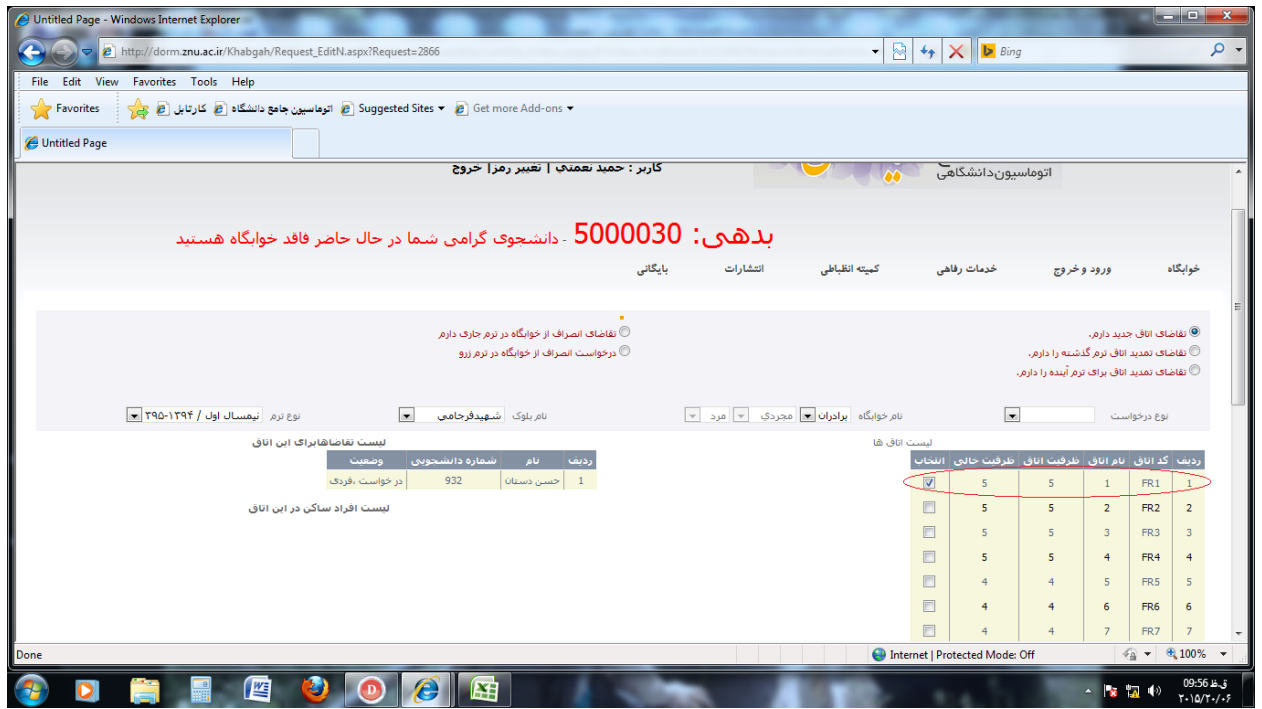 Untitled Page - Windows Internet Explorer
http://dorm.znu.ac.ir/Khabgah/Request_EditN.aspx?Request=2866
Bing
File Edit View Favorites Tools Help
Favorites
کارتابل
اتوماسیون جامع دانشگاه
Suggested Sites
Get more Add-ons
Untitled Page
کاربر : حمید نعمتی | تغییر رمز| خروج
اتوماسیون‌دانشگاهی
بدهی: 5000030 - دانشجوی گرامی شما در حال حاضر فاقد خوابگاه هستید
خوابگاه ورود و خروج خدمات رفاهی کمیته انظباطی انتشارات بایگانی
تقاضای اتاق جدید دارم. تقاضای انصراف از خوابگاه در ترم جاری دارم
تقاضای تمدید اتاق ترم گذشته را دارم. درخواست انصراف از خوابگاه در ترم رزرو
تقاضای تمدید اتاق برای ترم آینده را دارم.
نوع درخواست نام خوابگاه برادران مجردي مرد نام بلوک شهیدفرجامی نوع ترم نیمسال اول / ۱۳۹۴-۳۹۵
لیست اتاق ها لیست تقاضاهابرای این اتاق
ردیف کد اتاق نام اتاق ظرفیت اتاق ظرفیت خالی انتخاب
1 FR1 1 5 5
2 FR2 2 5 5
3 FR3 3 5 5
4 FR4 4 5 5
5 FR5 5 4 4
6 FR6 6 4 4
7 FR7 7 4 4
ردیف نام شماره دانشجویی وضعیت
1 حسن دستان 932 در خواست ،فردی
لیست افراد ساکن در این اتاق
Done
Internet | Protected Mode: Off
100%
09:56 ق.ظ
۲۰۱۵/۲۰/۰۶